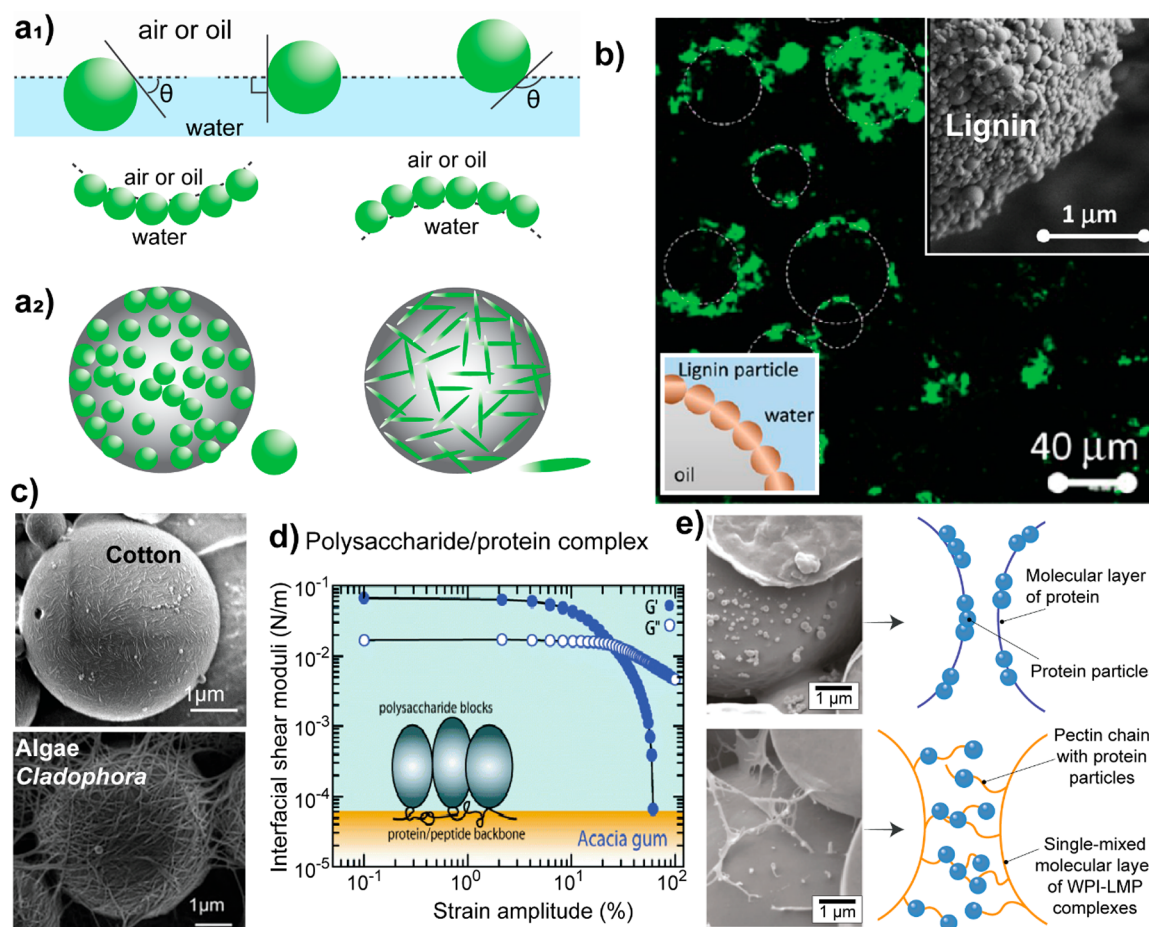 a₁)
air or oil
θ
θ
water
air or oil
water
air or oil
water
a₂)
b)
Lignin
1 μm
Lignin particle
water
oil
40 μm
c)
Cotton
1μm
Algae
Cladophora
1μm
d) Polysaccharide/protein complex
Interfacial shear moduli (N/m)
10⁻¹
10⁻²
10⁻³
10⁻⁴
10⁻⁵
G'
G"
polysaccharide blocks
protein/peptide backbone
Acacia gum
10⁻¹ 10⁰ 10¹ 10²
Strain amplitude (%)
e)
1 μm
Molecular layer
of protein
Protein particle
1 μm
Pectin chain
with protein
particles
Single-mixed
molecular layer
of WPI-LMP
complexes